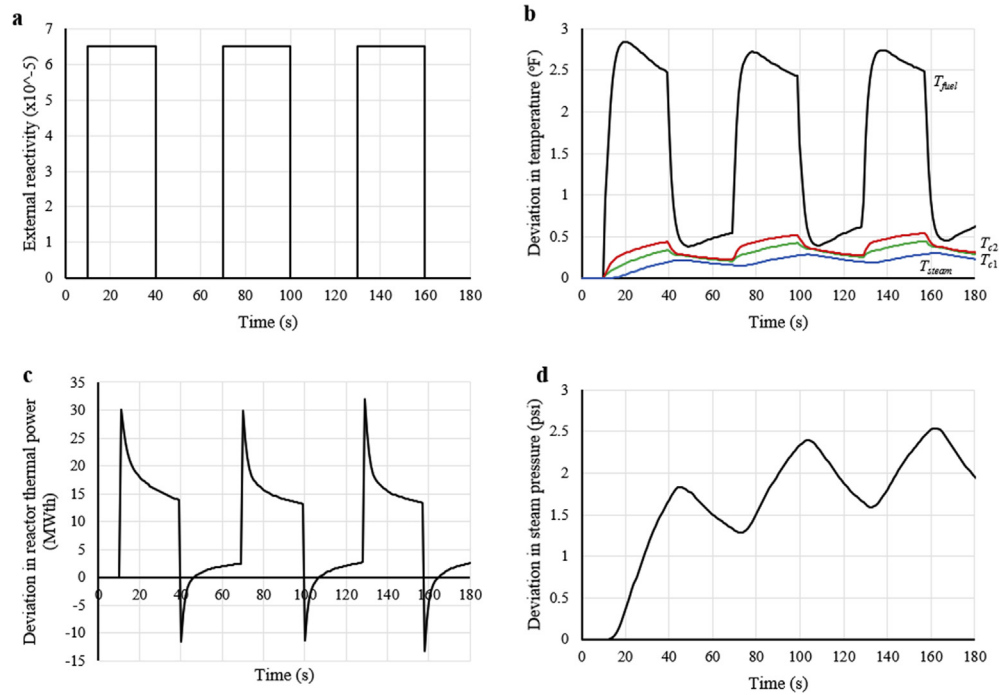 a
External reactivity (x10^-5)
7
6
5
4
3
2
1
0
0 20 40 60 80 100 120 140 160 180
Time (s)
b
Deviation in temperature (°F)
3
2.5
2
1.5
1
0.5
0
Tfuel
Tc2
Tc1
Tsteam
0 20 40 60 80 100 120 140 160 180
Time (s)
c
Deviation in reactor thermal power
(MWth)
35
30
25
20
15
10
5
0
-5
-10
-15
0 20 40 60 80 100 120 140 160 180
Time (s)
d
Deviation in steam pressure (psi)
3
2.5
2
1.5
1
0.5
0
0 20 40 60 80 100 120 140 160 180
Time (s)